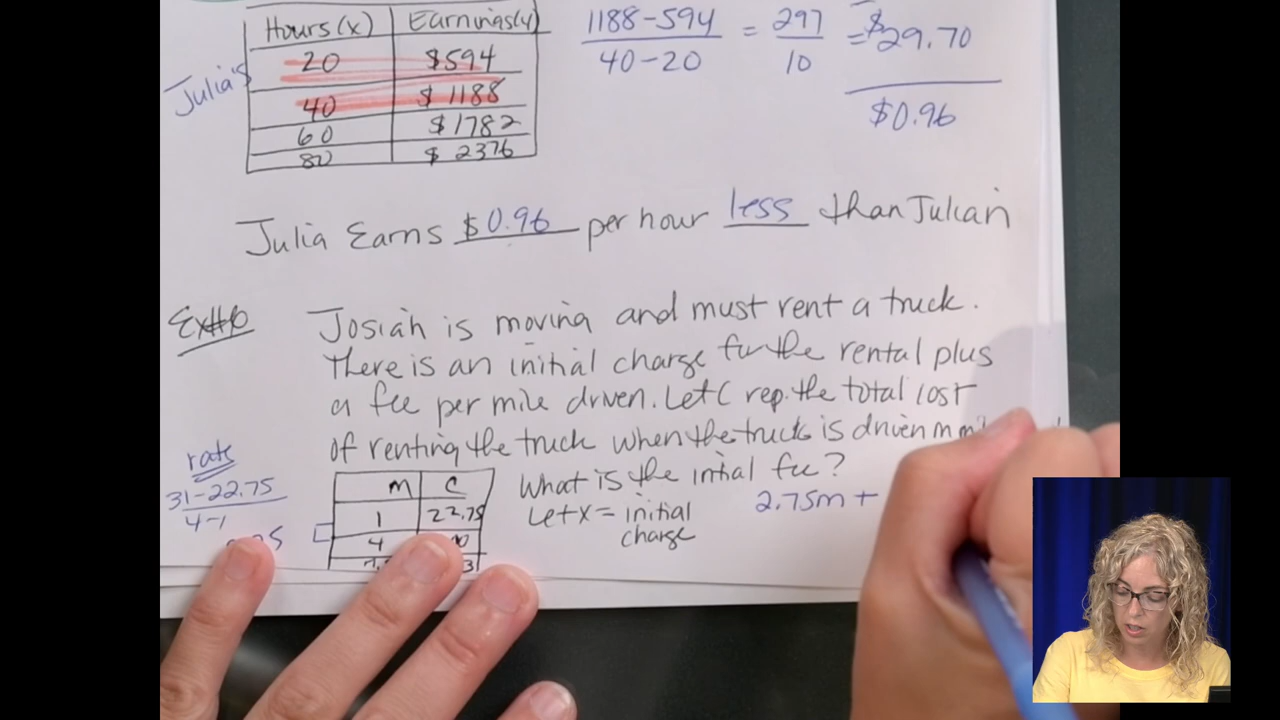 Hours (x) Earnings(y)
Julia's
20 $594
40 $1188
60 $1782
80 $2376
1188-594 = 297 = $29.70
40-20 10
$0.96
Julia Earns $0.96 per hour less than Julian
Ex#6
Josiah is moving and must rent a truck.
There is an initial charge for the rental plus
a fee per mile driven. Let C rep. the total cost
of renting the truck when the truck is driven m
rate
31-22.75
4-1
M C
1 22.75
4
What is the intial fee?
Let x = initial
charge
2.75m +